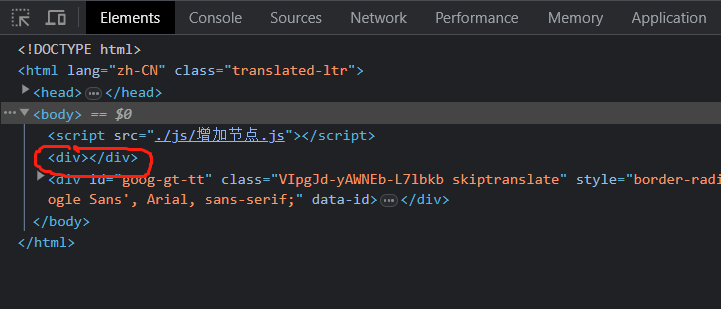 Elements Console Sources Network Performance Memory Application
<!DOCTYPE html>
<html lang="zh-CN" class="translated-ltr">
<head>…</head>
…<body> == $0
<script src="./js/增加节点.js"></script>
<div></div>
<div id="goog-gt-tt" class="VIpgJd-yAWNEb-L7lbkb skiptranslate" style="border-radi
ogle Sans', Arial, sans-serif;" data-id>…</div>
</body>
</html>